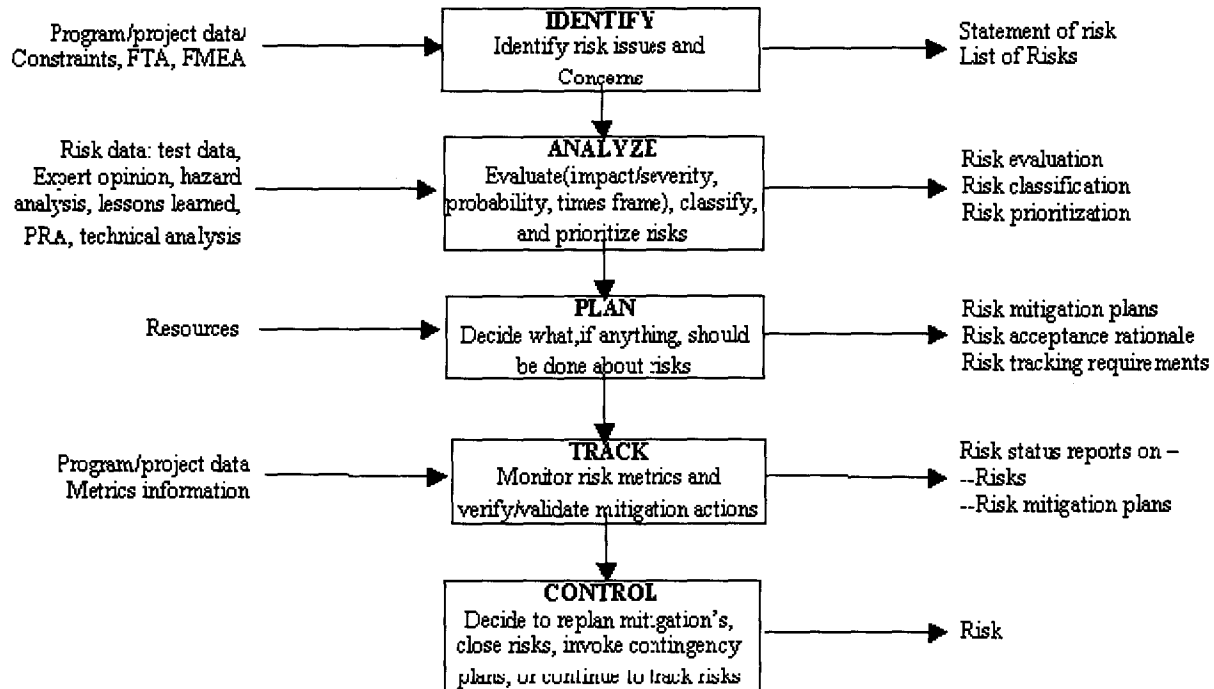 IDENTIFY
Program/project data/
Constraints, FTA, FMEA
Identify risk issues and
Concerns
Statement of risk
List of Risks
ANALYZE
Risk data: test data,
Expert opinion, hazard
analysis, lessons learned,
PRA, technical analysis
Evaluate(impact/severity,
probability, times frame), classify,
and prioritize risks
Risk evaluation
Risk classification
Risk prioritization
PLAN
Resources
Decide what,if anything, should
be done about risks
Risk mitigation plans
Risk acceptance rationale
Risk tracking requirements
TRACK
Program/project data
Metrics information
Monitor risk metrics and
verify/validate mitigation actions
Risk status reports on –
--Risks
--Risk mitigation plans
CONTROL
Decide to replan mitigation's,
close risks, invoke contingency
plans, or continue to track risks
Risk